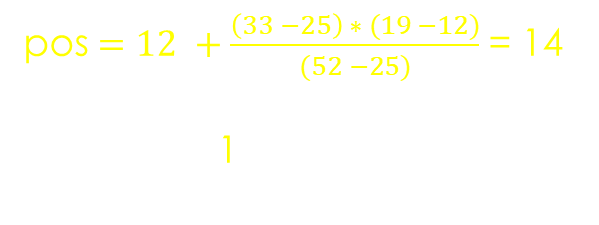 pos = 12 + (33 −25) * (19 −12) / (52 −25) = 14
1